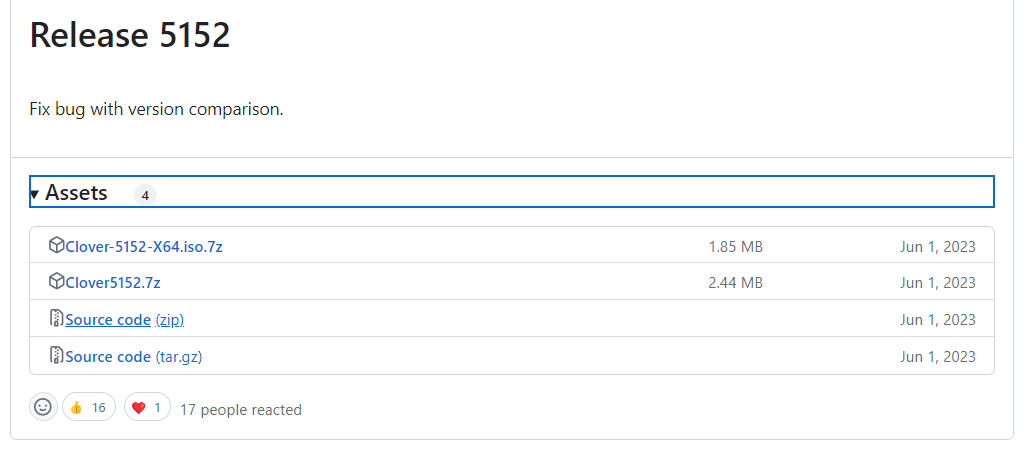 Release 5152
Fix bug with version comparison.
Assets 4
Clover-5152-X64.iso.7z 1.85 MB Jun 1, 2023
Clover5152.7z 2.44 MB Jun 1, 2023
Source code (zip) Jun 1, 2023
Source code (tar.gz) Jun 1, 2023
👍 16 ❤️ 1 17 people reacted